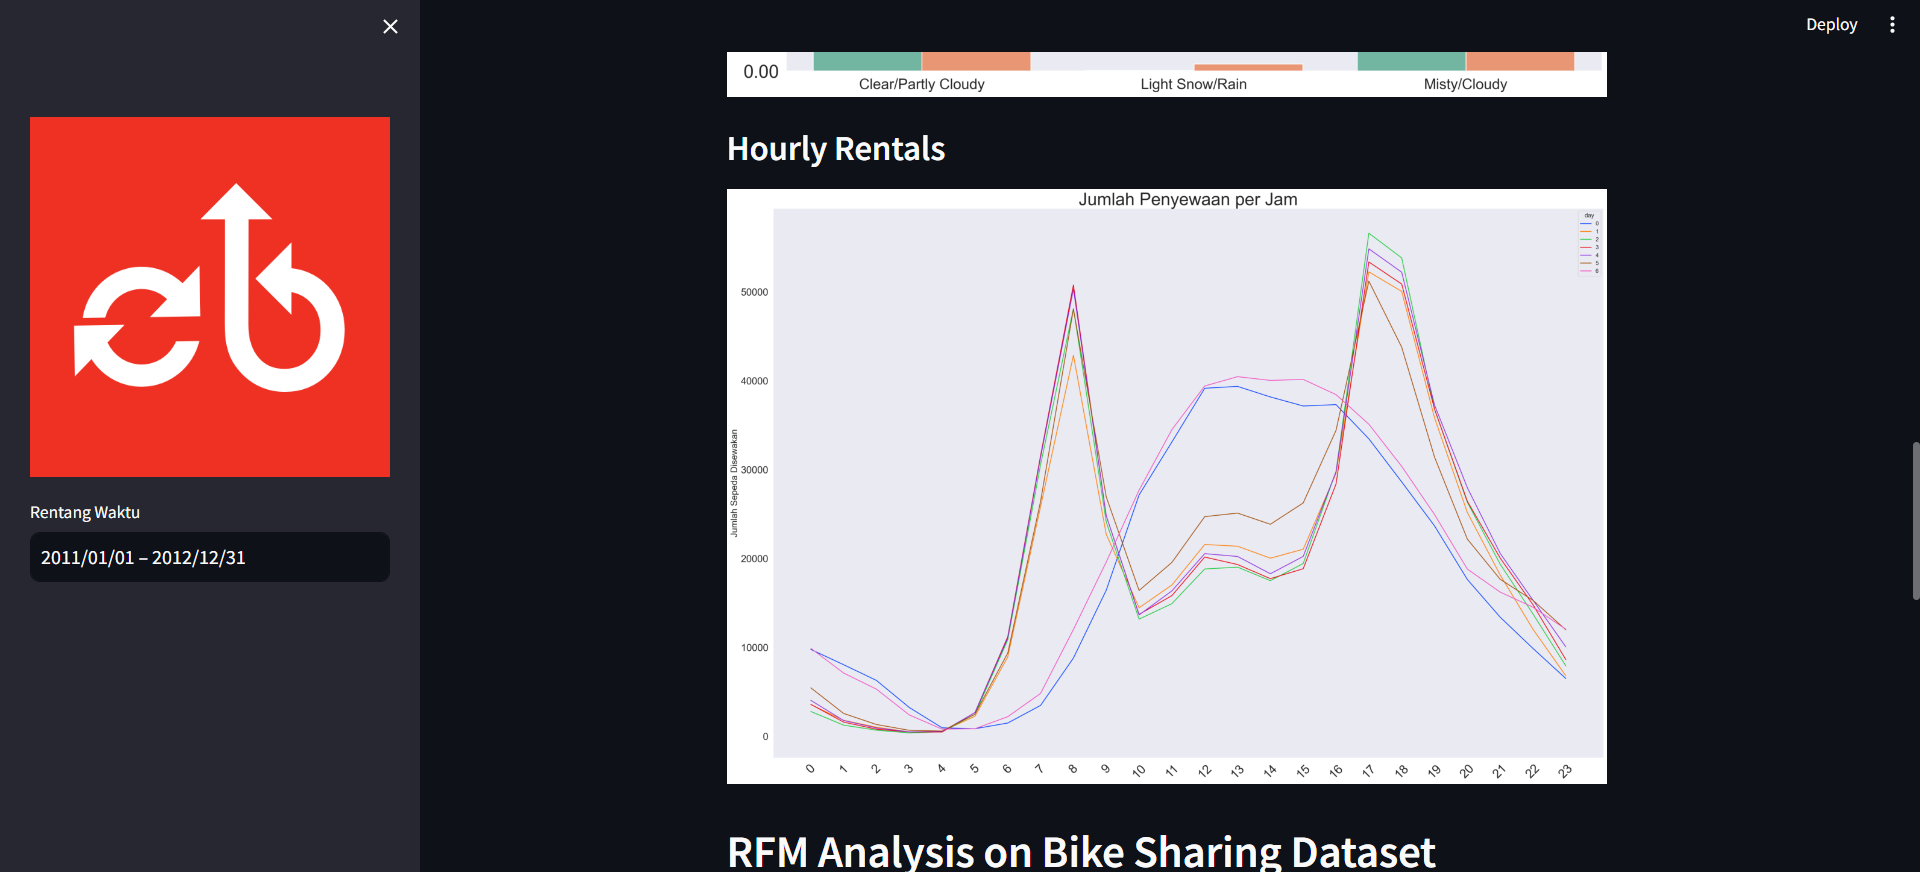 Deploy
0.00
Clear/Partly Cloudy
Light Snow/Rain
Misty/Cloudy
Hourly Rentals
Jumlah Penyewaan per Jam
day
0
1
2
3
4
5
6
Jumlah Sepeda Disewakan
50000
40000
30000
20000
10000
0
0 1 2 3 4 5 6 7 8 9 10 11 12 13 14 15 16 17 18 19 20 21 22 23
Rentang Waktu
2011/01/01 – 2012/12/31
RFM Analysis on Bike Sharing Dataset